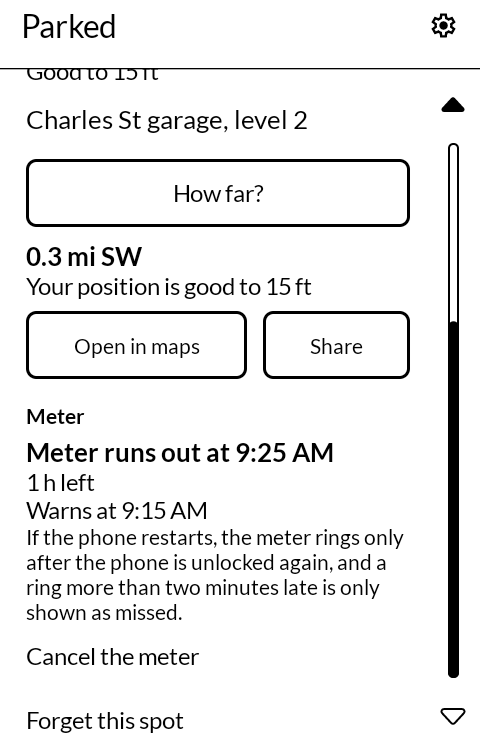 Parked
Good to 15 ft
Charles St garage, level 2
How far?
0.3 mi SW
Your position is good to 15 ft
Open in maps
Share
Meter
Meter runs out at 9:25 AM
1 h left
Warns at 9:15 AM
If the phone restarts, the meter rings only
after the phone is unlocked again, and a
ring more than two minutes late is only
shown as missed.
Cancel the meter
Forget this spot